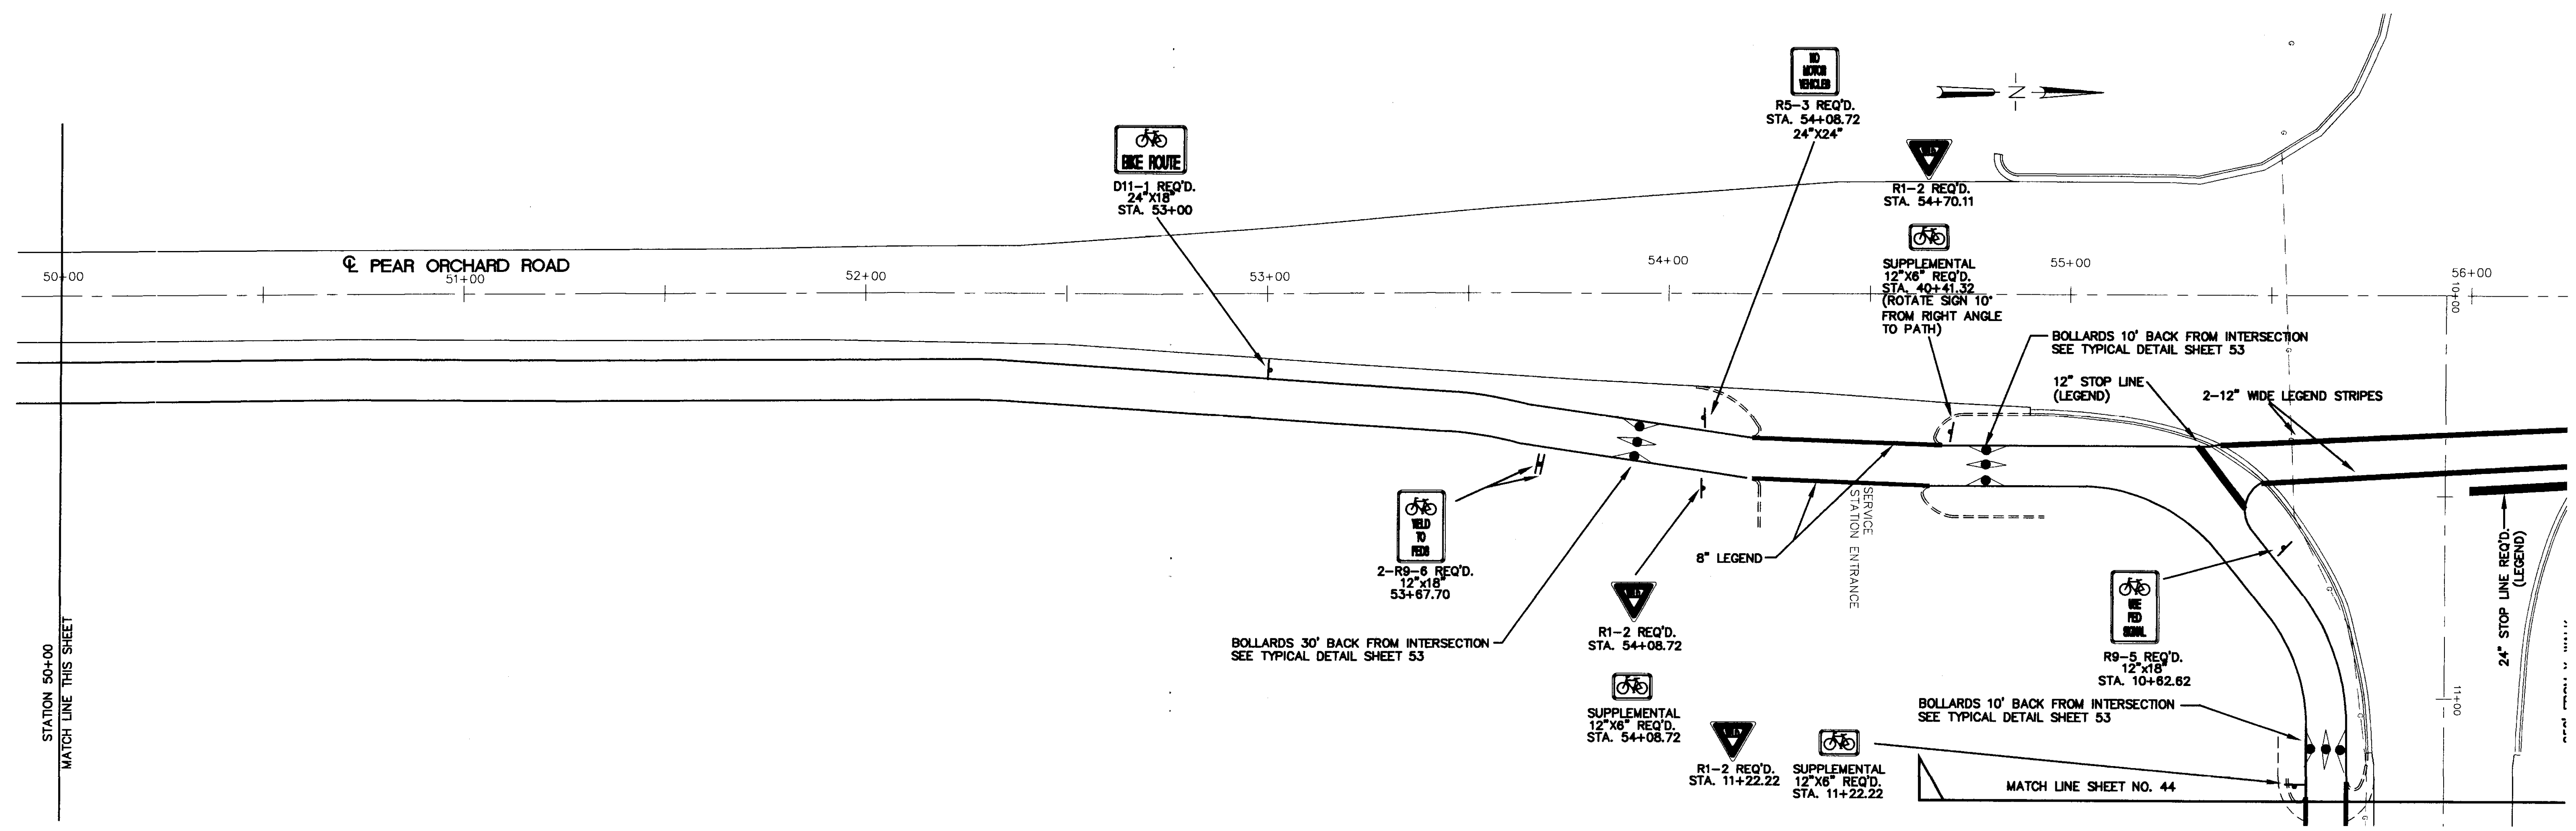 NO
MOTOR
VEHICLES
R5-3 REQ'D.
STA. 54+08.72
24"X24"
N
BIKE ROUTE
D11-1 REQ'D.
24"X18"
STA. 53+00
R1-2 REQ'D.
STA. 54+70.11
SUPPLEMENTAL
12"X6" REQ'D.
STA. 40+41.32
(ROTATE SIGN 10°
FROM RIGHT ANGLE
TO PATH)
℄ PEAR ORCHARD ROAD
50+00
51+00
52+00
53+00
54+00
55+00
56+00
10+00
BOLLARDS 10' BACK FROM INTERSECTION
SEE TYPICAL DETAIL SHEET 53
12" STOP LINE
(LEGEND)
2-12" WIDE LEGEND STRIPES
YIELD
TO
PEDS
2-R9-6 REQ'D.
12"x18"
53+67.70
8" LEGEND
SERVICE
STATION ENTRANCE
24" STOP LINE REQ'D.
(LEGEND)
BOLLARDS 30' BACK FROM INTERSECTION
SEE TYPICAL DETAIL SHEET 53
R1-2 REQ'D.
STA. 54+08.72
SUPPLEMENTAL
12"X6" REQ'D.
STA. 54+08.72
USE
PED
SIGNAL
R9-5 REQ'D.
12"x18"
STA. 10+62.62
BOLLARDS 10' BACK FROM INTERSECTION
SEE TYPICAL DETAIL SHEET 53
11+00
R1-2 REQ'D.
STA. 11+22.22
SUPPLEMENTAL
12"X6" REQ'D.
STA. 11+22.22
MATCH LINE SHEET NO. 44
STATION 50+00
MATCH LINE THIS SHEET
G
G
G
G
G
G
G
G